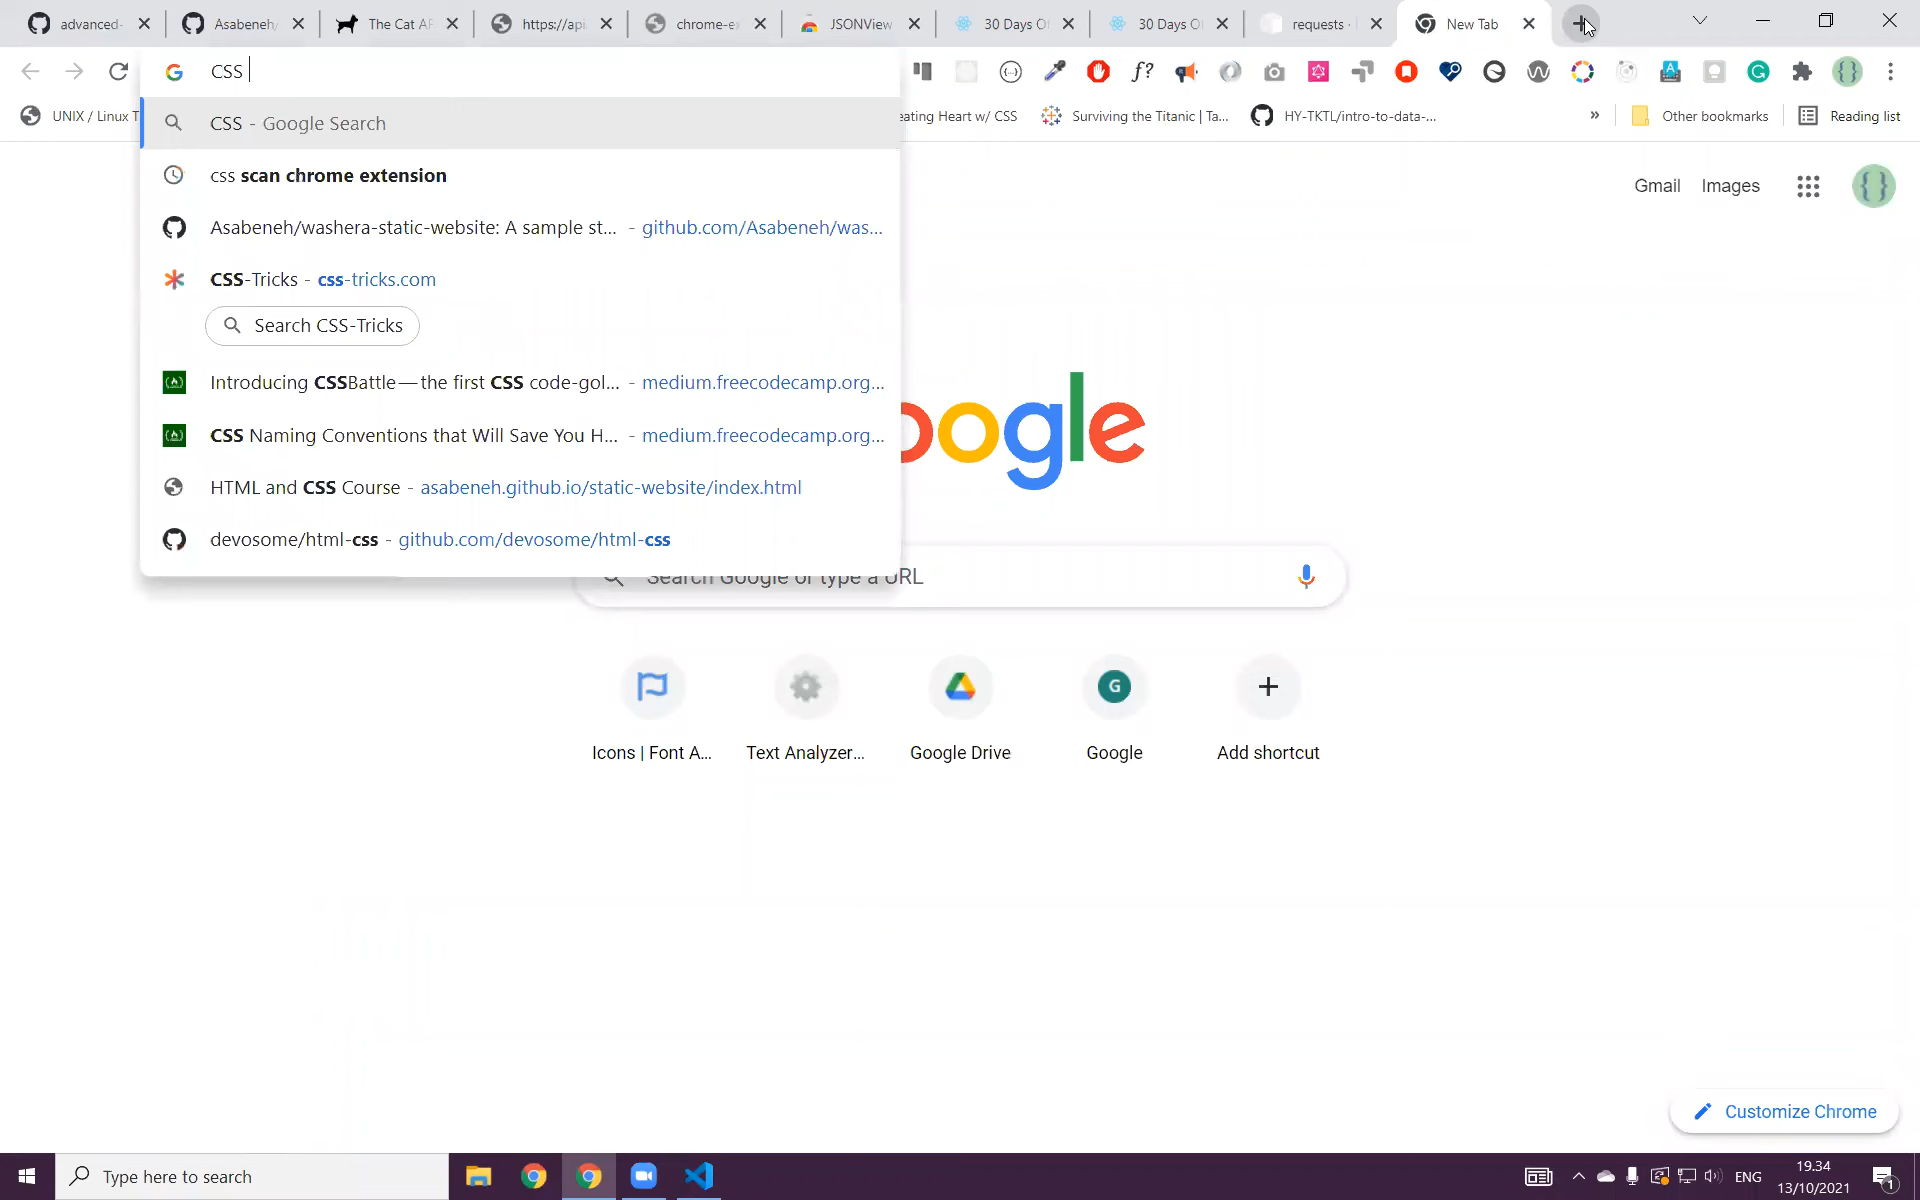 advanced-
Asabeneh/
The Cat AP
https://api.
chrome-ex
JSONView
30 Days O
30 Days O
requests ·
New Tab
CSS
UNIX / Linux T
eating Heart w/ CSS
Surviving the Titanic | Ta...
HY-TKTL/intro-to-data-...
»
Other bookmarks
Reading list
CSS - Google Search
css scan chrome extension
Asabeneh/washera-static-website: A sample st... - github.com/Asabeneh/was...
CSS-Tricks - css-tricks.com
Search CSS-Tricks
Introducing CSSBattle — the first CSS code-gol... - medium.freecodecamp.org...
CSS Naming Conventions that Will Save You H... - medium.freecodecamp.org...
HTML and CSS Course - asabeneh.github.io/static-website/index.html
devosome/html-css - github.com/devosome/html-css
Gmail
Images
oogle
Search Google or type a URL
Icons | Font A...
Text Analyzer...
Google Drive
Google
Add shortcut
Customize Chrome
Type here to search
ENG
19.34
13/10/2021
1